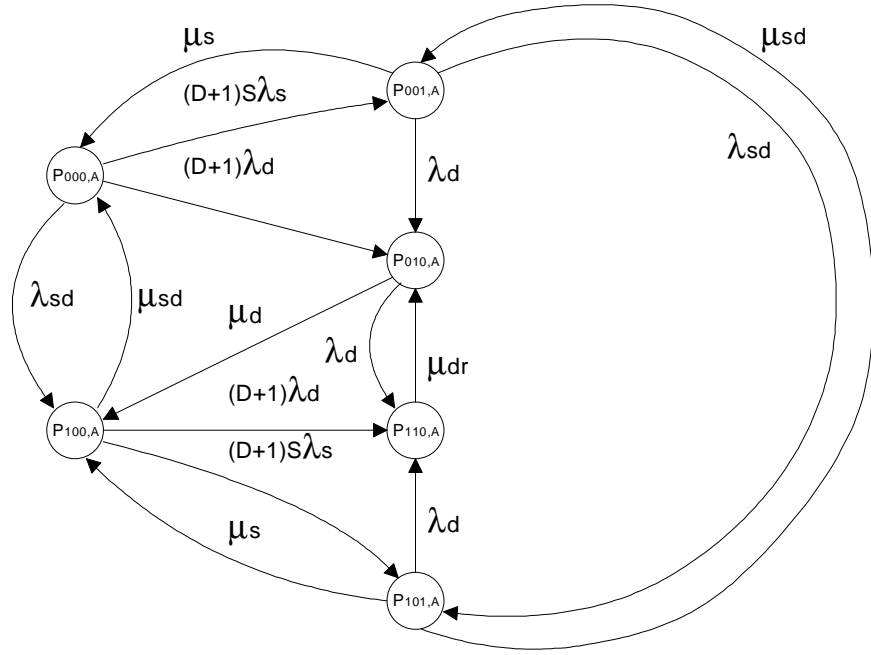 μs
μsd
(D+1)Sλs
P001,A
λsd
(D+1)λd
λd
P000,A
P010,A
λsd
μsd
μd
λd
μdr
(D+1)λd
P100,A
P110,A
(D+1)Sλs
μs
λd
P101,A